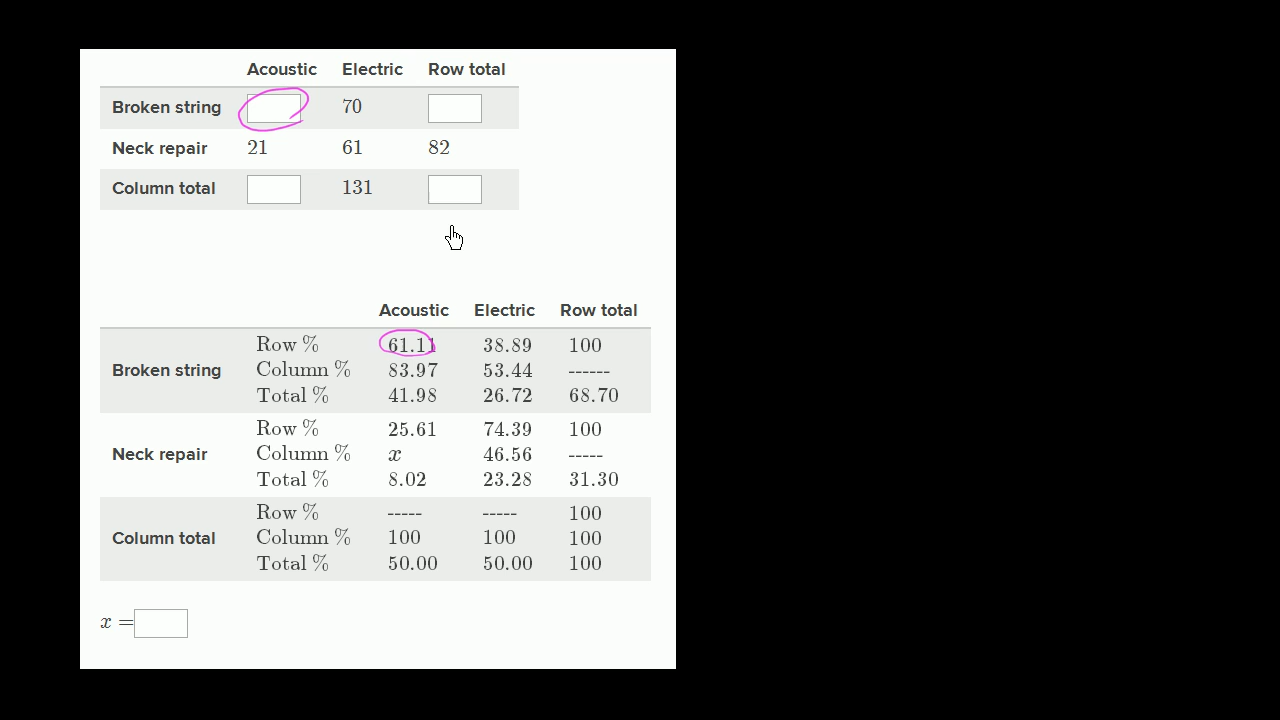 Acoustic Electric Row total
Broken string 70
Neck repair 21 61 82
Column total 131
Acoustic Electric Row total
Row % 61.11 38.89 100
Broken string Column % 83.97 53.44 ------
Total % 41.98 26.72 68.70
Row % 25.61 74.39 100
Neck repair Column % x 46.56 -----
Total % 8.02 23.28 31.30
Row % ----- ----- 100
Column total Column % 100 100 100
Total % 50.00 50.00 100
x =